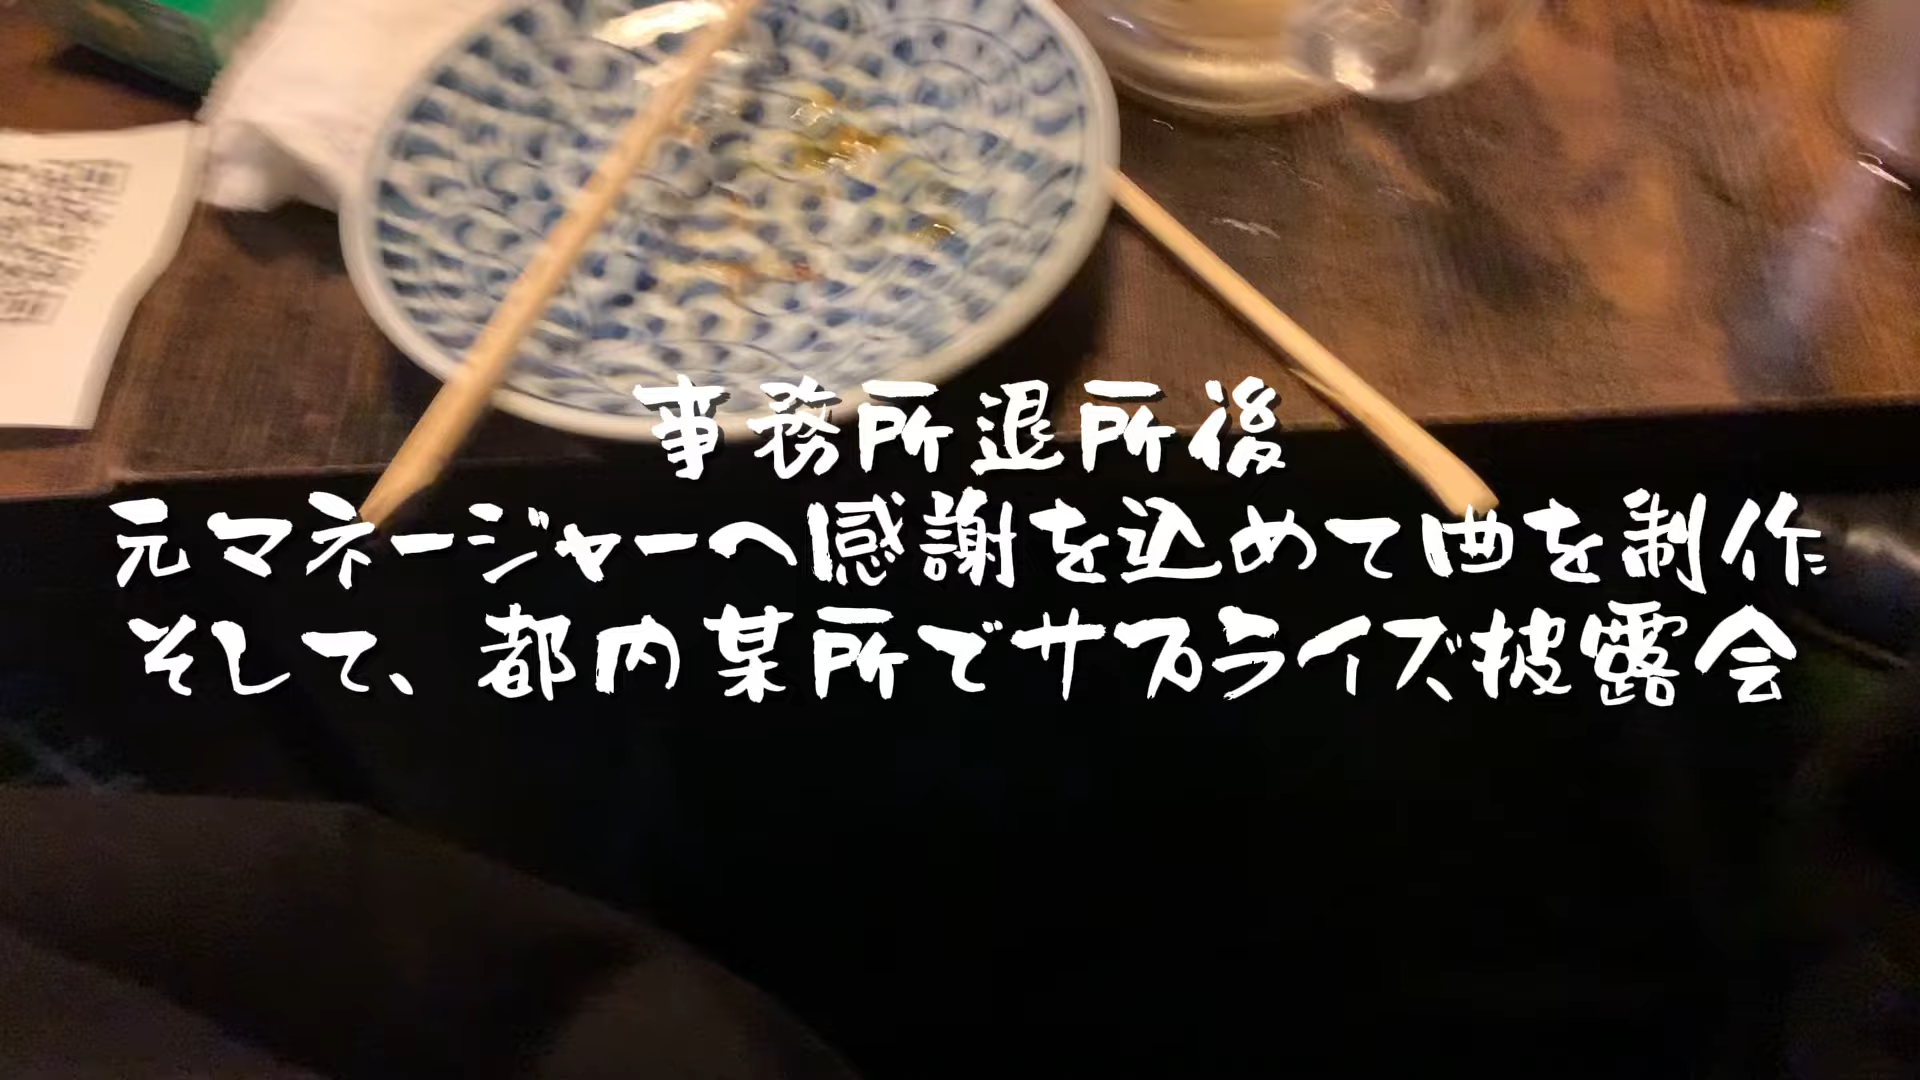 事務所退所後
元マネージャーへ感謝を込めて曲を制作
そして、都内某所でサプライズ披露会